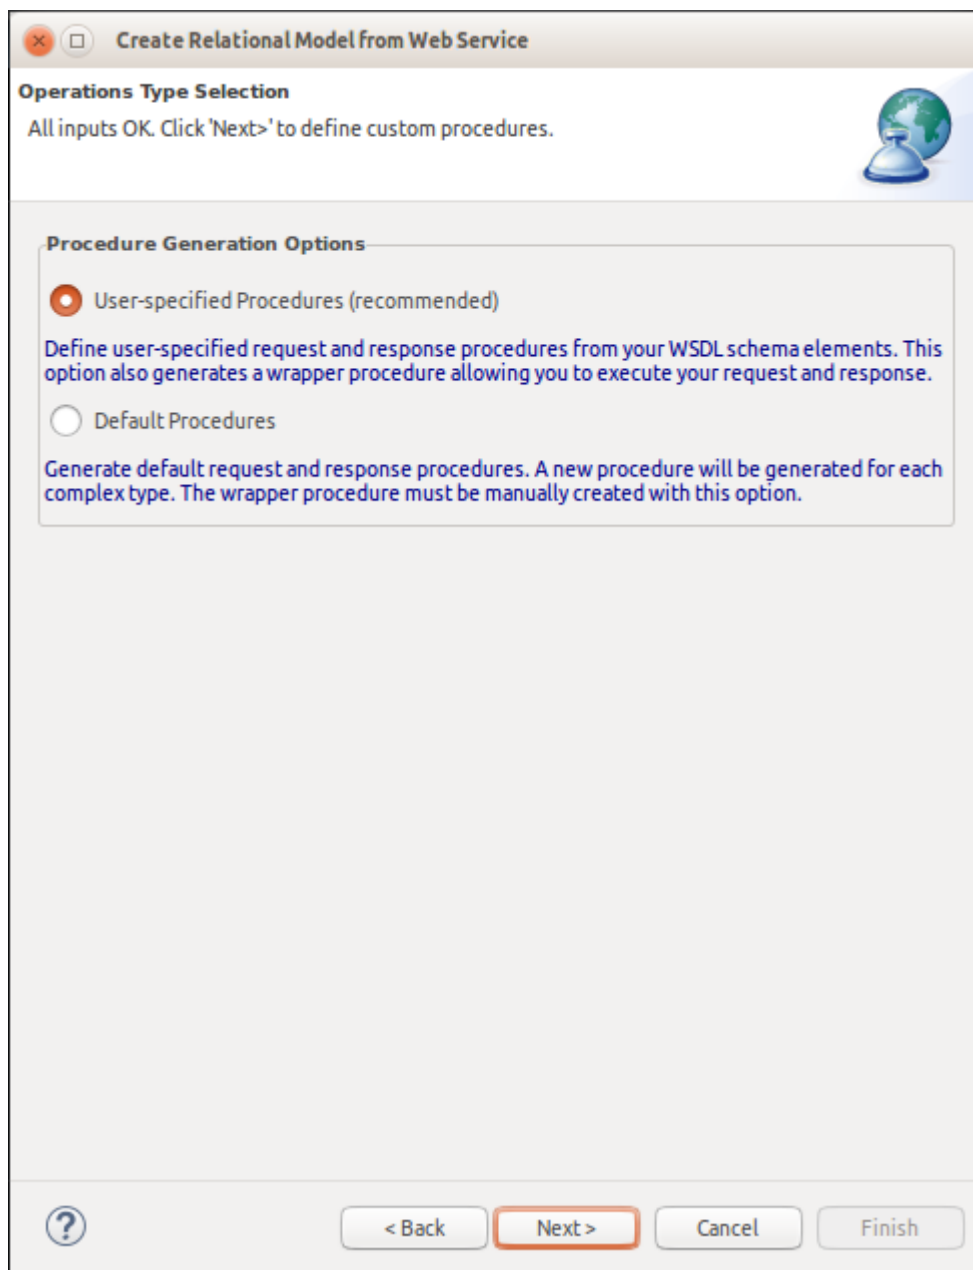 Create Relational Model from Web Service
Operations Type Selection
All inputs OK. Click 'Next>' to define custom procedures.
Procedure Generation Options
User-specified Procedures (recommended)
Define user-specified request and response procedures from your WSDL schema elements. This
option also generates a wrapper procedure allowing you to execute your request and response.
Default Procedures
Generate default request and response procedures. A new procedure will be generated for each
complex type. The wrapper procedure must be manually created with this option.
?
< Back
Next >
Cancel
Finish